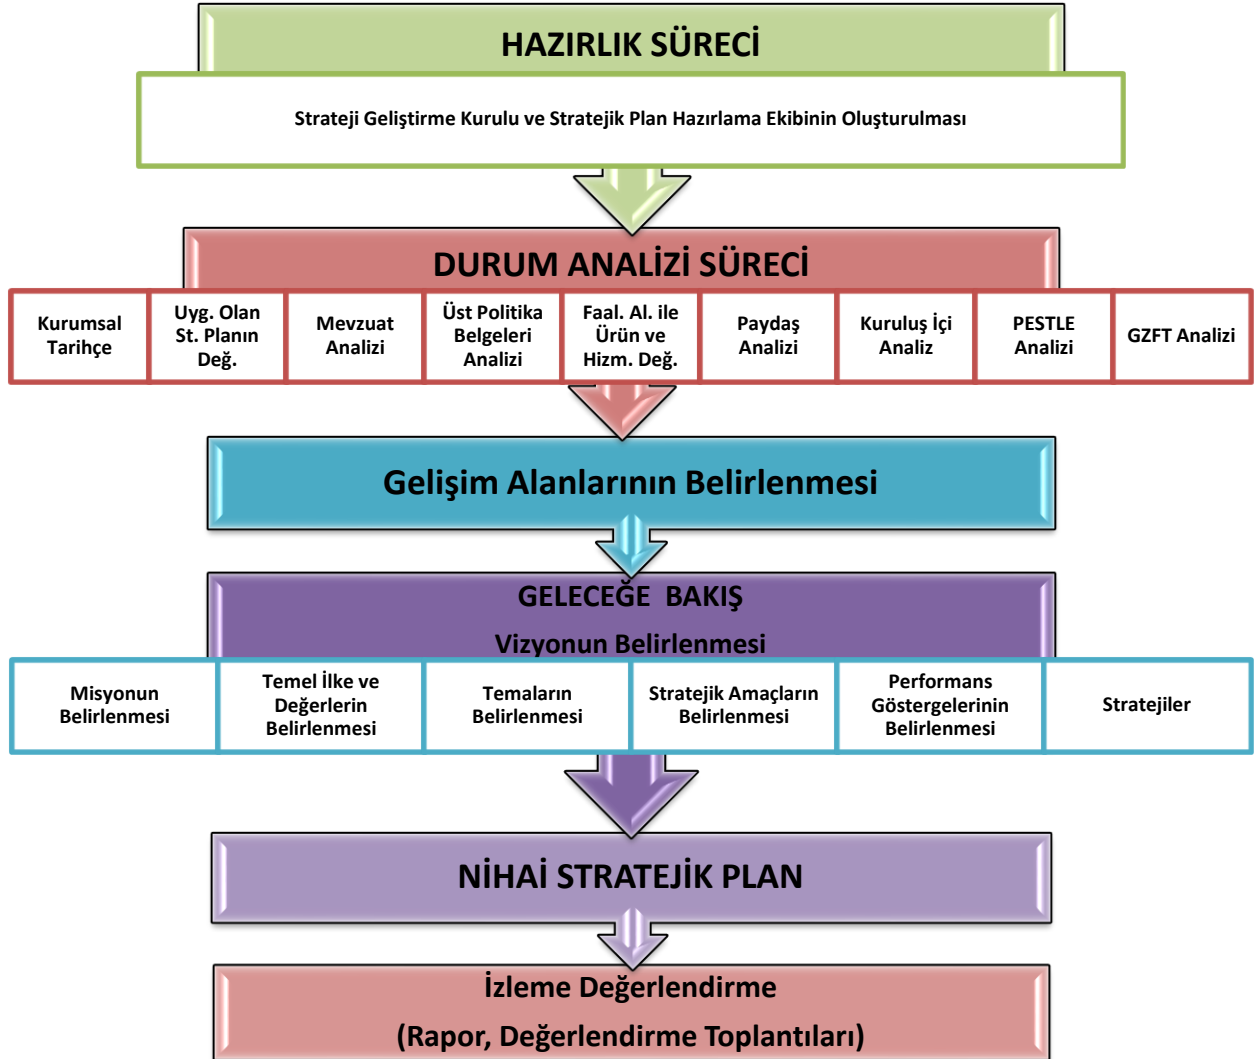 HAZIRLIK SÜRECİ
Strateji Geliştirme Kurulu ve Stratejik Plan Hazırlama Ekibinin Oluşturulması
DURUM ANALİZİ SÜRECİ
Kurumsal
Tarihçe
Uyg. Olan
St. Planın
Değ.
Mevzuat
Analizi
Üst Politika
Belgeleri
Analizi
Faal. Al. ile
Ürün ve
Hizm. Değ.
Paydaş
Analizi
Kuruluş İçi
Analiz
PESTLE
Analizi
GZFT Analizi
Gelişim Alanlarının Belirlenmesi
GELECEĞE BAKIŞ
Vizyonun Belirlenmesi
Misyonun
Belirlenmesi
Temel İlke ve
Değerlerin
Belirlenmesi
Temaların
Belirlenmesi
Stratejik Amaçların
Belirlenmesi
Performans
Göstergelerinin
Belirlenmesi
Stratejiler
NİHAİ STRATEJİK PLAN
İzleme Değerlendirme
(Rapor, Değerlendirme Toplantıları)